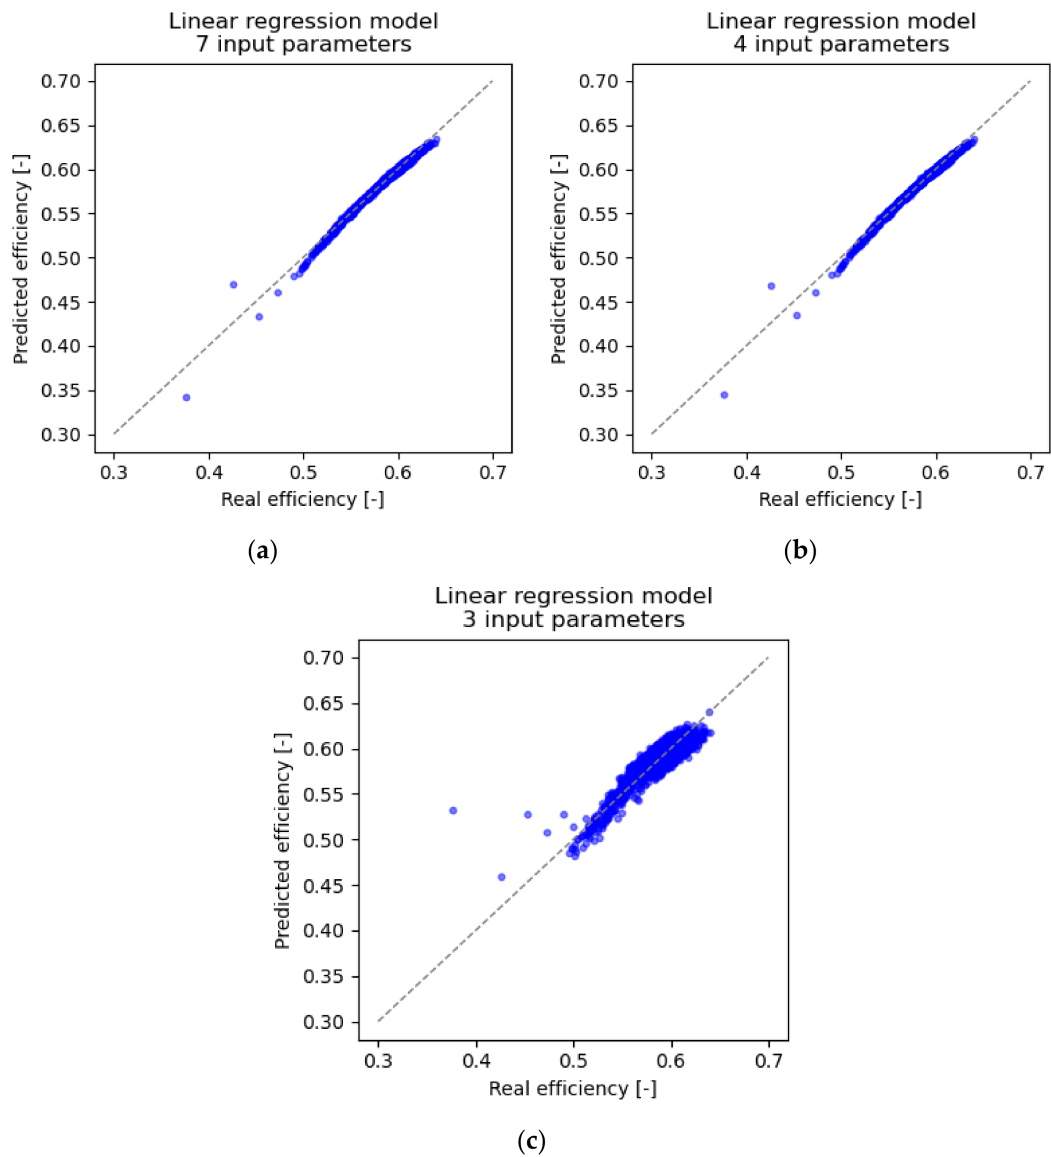 Linear regression model
7 input parameters
0.70
0.65
0.60
0.55
0.50
0.45
0.40
0.35
0.30
Predicted efficiency [-]
0.3 0.4 0.5 0.6 0.7
Real efficiency [-]
(a)
Linear regression model
4 input parameters
0.70
0.65
0.60
0.55
0.50
0.45
0.40
0.35
0.30
Predicted efficiency [-]
0.3 0.4 0.5 0.6 0.7
Real efficiency [-]
(b)
Linear regression model
3 input parameters
0.70
0.65
0.60
0.55
0.50
0.45
0.40
0.35
0.30
Predicted efficiency [-]
0.3 0.4 0.5 0.6 0.7
Real efficiency [-]
(c)